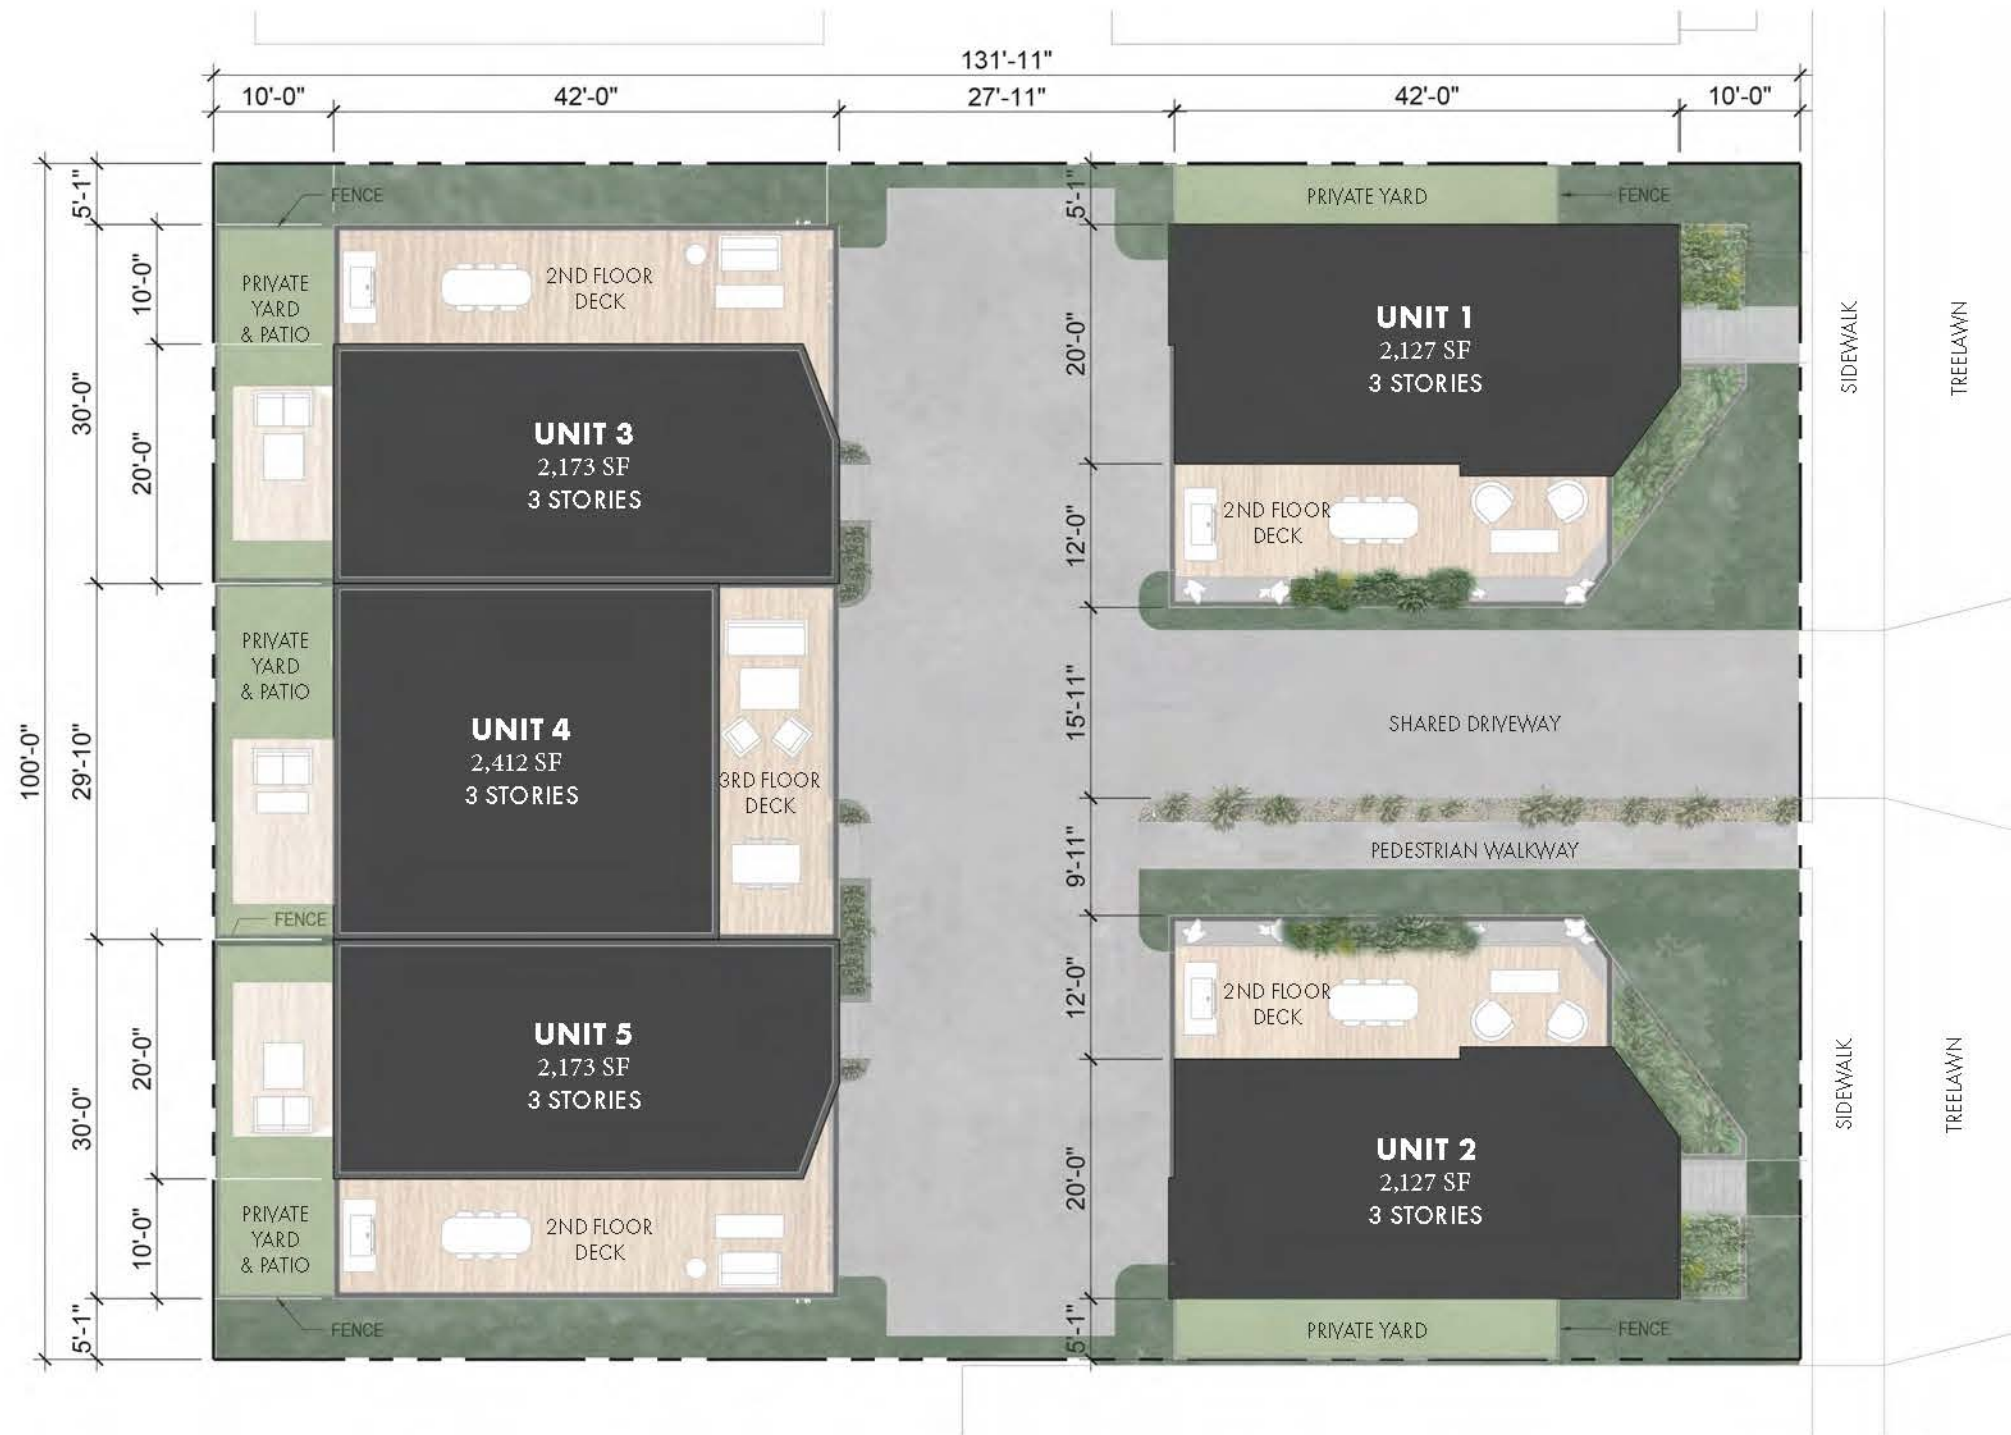 131'-11"
10'-0"
42'-0"
27'-11"
42'-0"
10'-0"
100'-0"
5'-1"
30'-0"
29'-10"
30'-0"
5'-1"
10'-0"
20'-0"
20'-0"
10'-0"
FENCE
PRIVATE
YARD
& PATIO
2ND FLOOR
DECK
UNIT 3
2,173 SF
3 STORIES
PRIVATE
YARD
& PATIO
UNIT 4
2,412 SF
3 STORIES
3RD FLOOR
DECK
FENCE
UNIT 5
2,173 SF
3 STORIES
PRIVATE
YARD
& PATIO
2ND FLOOR
DECK
FENCE
5'-1"
20'-0"
12'-0"
15'-11"
9'-11"
12'-0"
20'-0"
5'-1"
PRIVATE YARD
FENCE
UNIT 1
2,127 SF
3 STORIES
2ND FLOOR
DECK
SHARED DRIVEWAY
PEDESTRIAN WALKWAY
2ND FLOOR
DECK
UNIT 2
2,127 SF
3 STORIES
PRIVATE YARD
FENCE
SIDEWALK
TREELAWN
SIDEWALK
TREELAWN